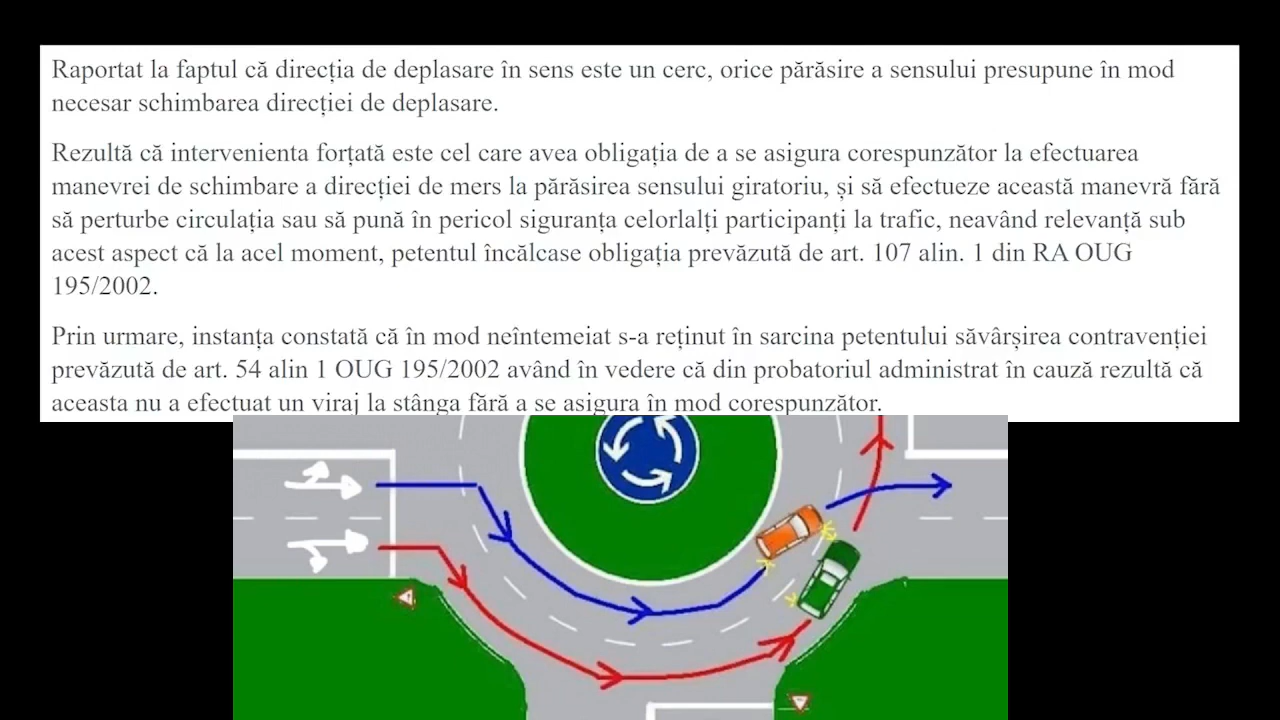 Raportat la faptul că direcția de deplasare în sens este un cerc, orice părăsire a sensului presupune în mod
necesar schimbarea direcției de deplasare.
Rezultă că intervenienta forțată este cel care avea obligația de a se asigura corespunzător la efectuarea
manevrei de schimbare a direcției de mers la părăsirea sensului giratoriu, și să efectueze această manevră fără
să perturbe circulația sau să pună în pericol siguranța celorlalți participanți la trafic, neavând relevanță sub
acest aspect că la acel moment, petentul încălcase obligația prevăzută de art. 107 alin. 1 din RA OUG
195/2002.
Prin urmare, instanța constată că în mod neîntemeiat s-a reținut în sarcina petentului săvârșirea contravenției
prevăzută de art. 54 alin 1 OUG 195/2002 având în vedere că din probatoriul administrat în cauză rezultă că
aceasta nu a efectuat un viraj la stânga fără a se asigura în mod corespunzător.